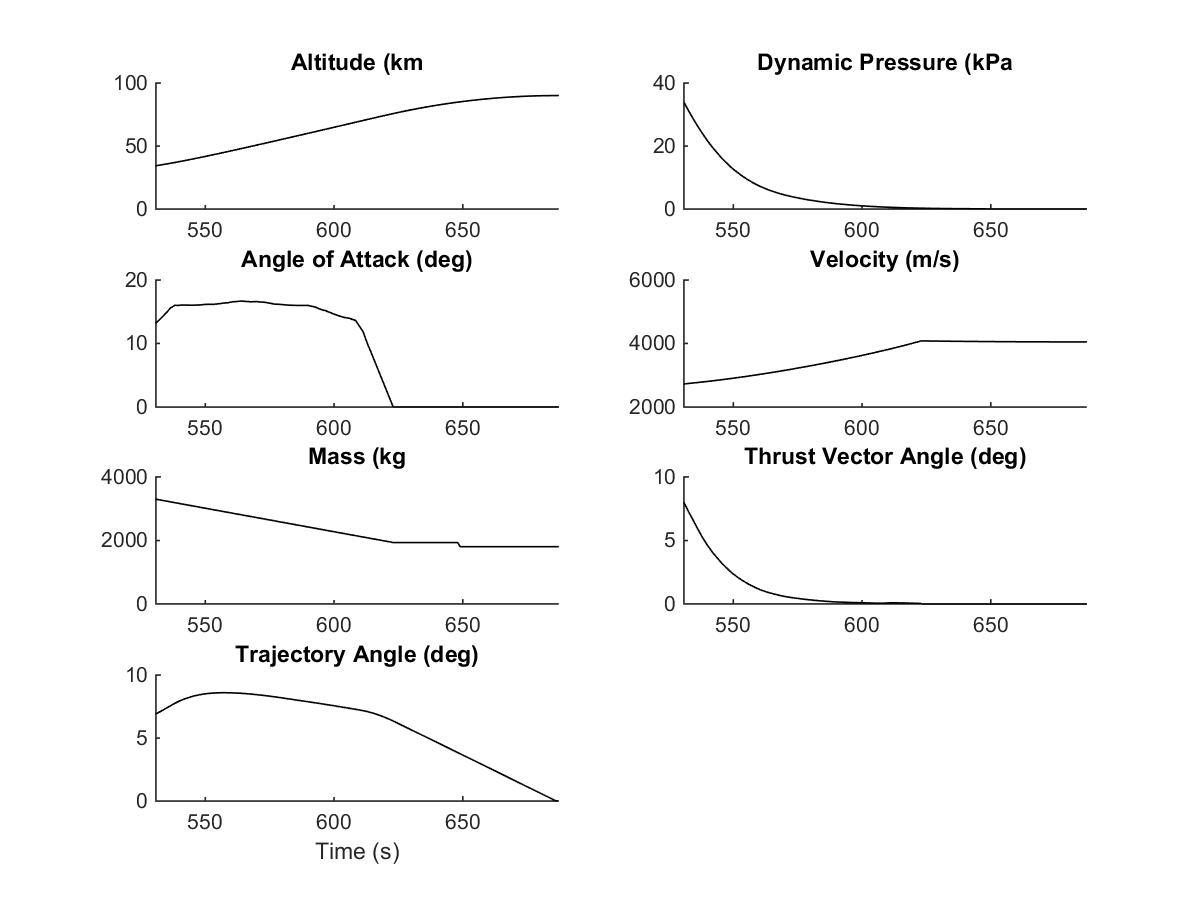 Altitude (km
100
50
0
550 600 650
Dynamic Pressure (kPa
40
20
0
550 600 650
Angle of Attack (deg)
20
10
0
550 600 650
Velocity (m/s)
6000
4000
2000
550 600 650
Mass (kg
4000
2000
0
550 600 650
Thrust Vector Angle (deg)
10
5
0
550 600 650
Trajectory Angle (deg)
10
5
0
550 600 650
Time (s)